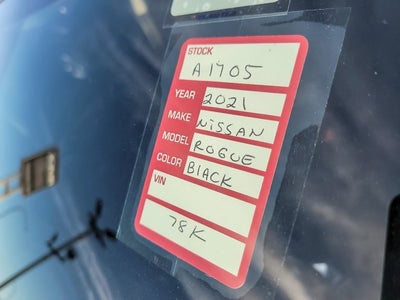 STOCK
A1705
YEAR 2021
MAKE NISSAN
MODEL ROGUE
COLOR BLACK
VIN
78K